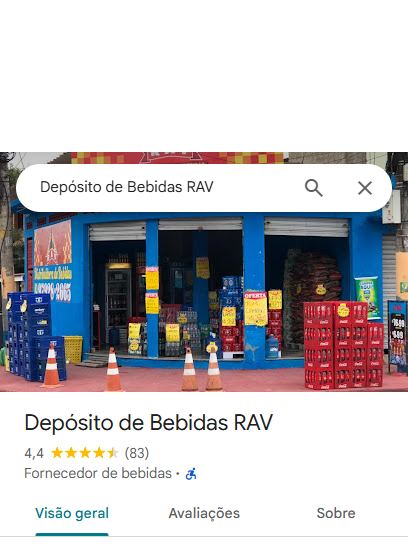 Depósito de Bebidas RAV
OFERTA
OFERTA
Depósito de Bebidas RAV
4,4 (83)
Fornecedor de bebidas ·
Visão geral
Avaliações
Sobre